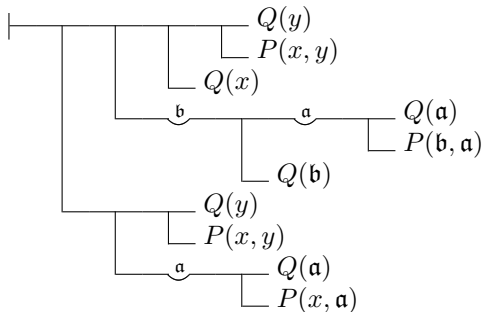 Q(y)
P(x, y)
Q(x)
𝔟 𝔞 Q(𝔞)
P(𝔟, 𝔞)
Q(𝔟)
Q(y)
P(x, y)
𝔞 Q(𝔞)
P(x, 𝔞)